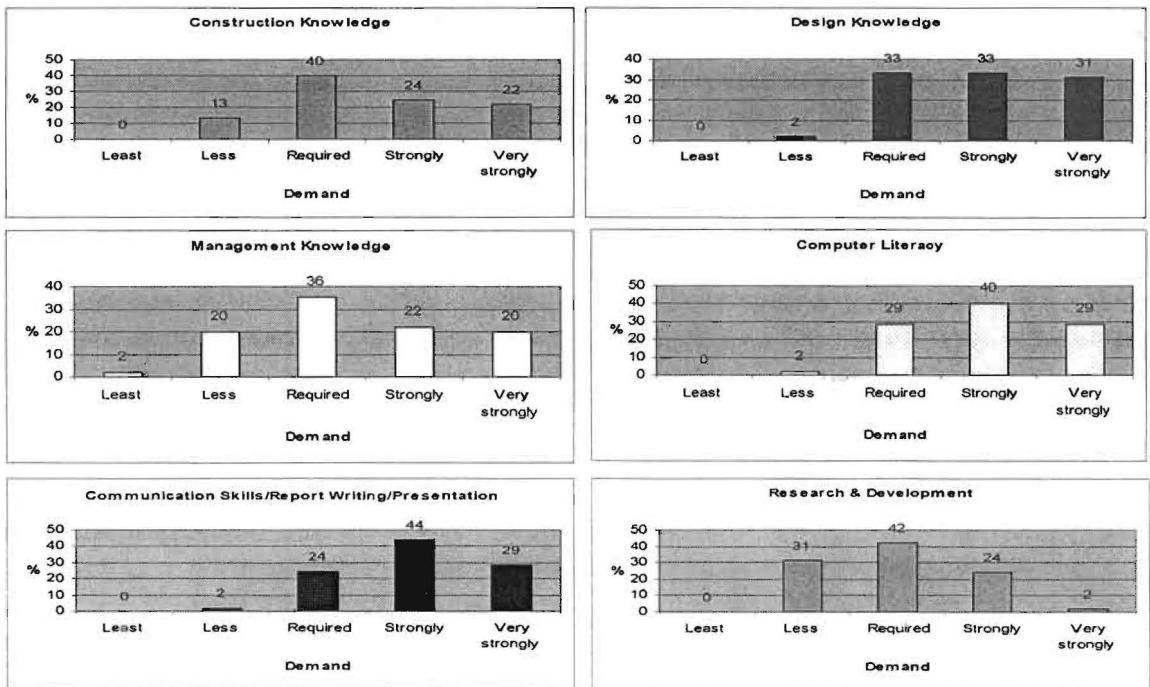 Construction Knowledge
50
40
30
20
10
0
%
0
13
40
24
22
Least
Less
Required
Strongly
Very strongly
Demand
Design Knowledge
40
30
20
10
0
%
0
2
33
33
31
Least
Less
Required
Strongly
Very strongly
Demand
Management Knowledge
40
30
20
10
0
%
2
20
36
22
20
Least
Less
Required
Strongly
Very strongly
Demand
Computer Literacy
50
40
30
20
10
0
%
0
2
29
40
29
Least
Less
Required
Strongly
Very strongly
Demand
Communication Skills/Report Writing/Presentation
50
40
30
20
10
0
%
0
2
24
44
29
Least
Less
Required
Strongly
Very strongly
Demand
Research & Development
50
40
30
20
10
0
%
0
31
42
24
2
Least
Less
Required
Strongly
Very strongly
Demand